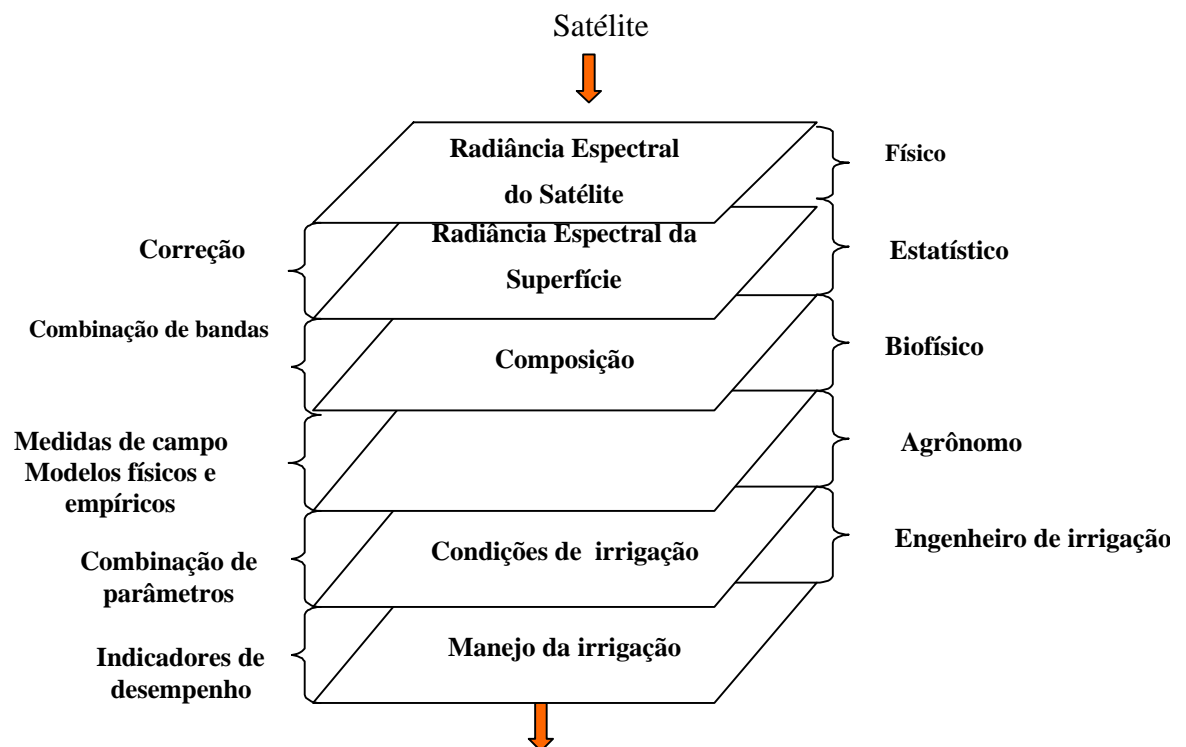 Satélite
Radiância Espectral
do Satélite
Físico
Correção
Radiância Espectral da
Superfície
Estatístico
Combinação de bandas
Composição
Biofísico
Medidas de campo
Modelos físicos e
empíricos
Agrônomo
Combinação de
parâmetros
Condições de irrigação
Engenheiro de irrigação
Indicadores de
desempenho
Manejo da irrigação